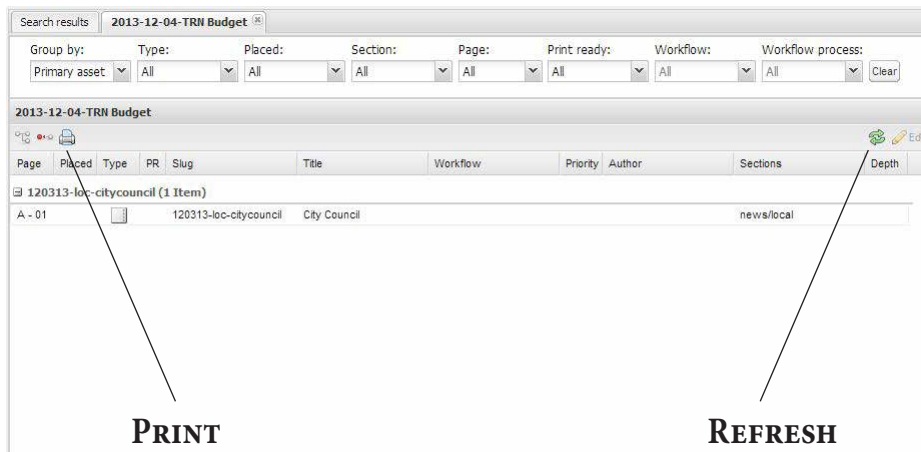 Search results 2013-12-04-TRN Budget
Group by: Type: Placed: Section: Page: Print ready: Workflow: Workflow process:
Primary asset All All All All All All All Clear
2013-12-04-TRN Budget
Ed
Page Placed Type PR Slug Title Workflow Priority Author Sections Depth
120313-loc-citycouncil (1 Item)
A - 01 120313-loc-citycouncil City Council news/local
PRINT REFRESH